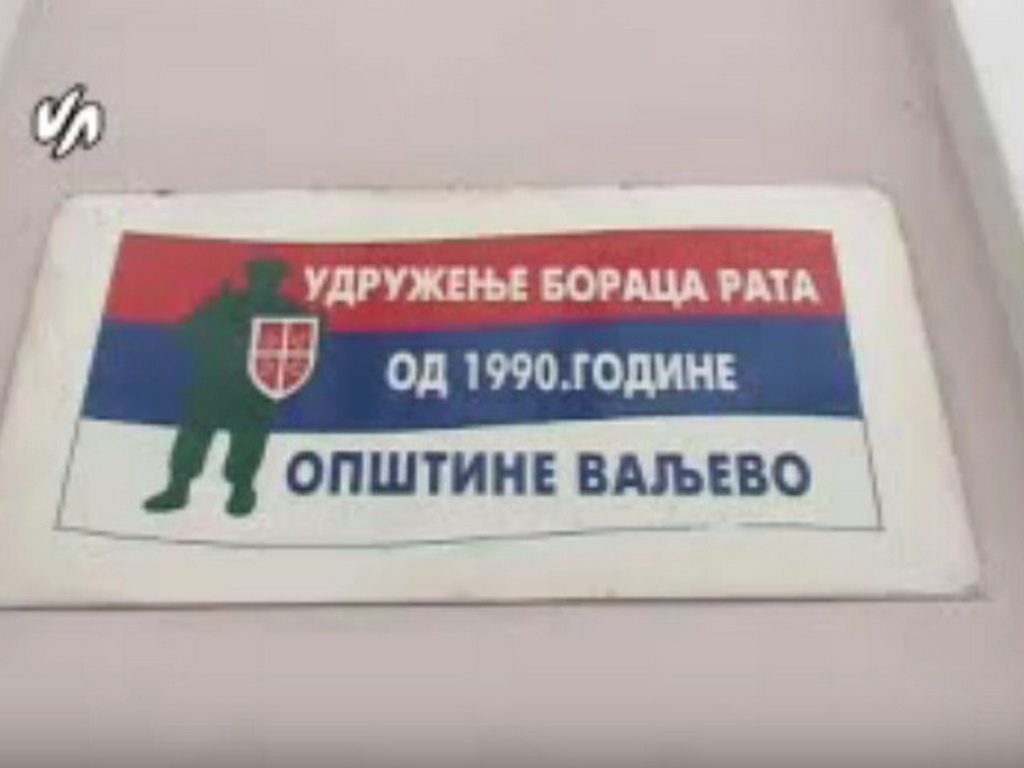 УДРУЖЕЊЕ БОРАЦА РАТА
ОД 1990.ГОДИНЕ
ОПШТИНЕ ВАЉЕВО